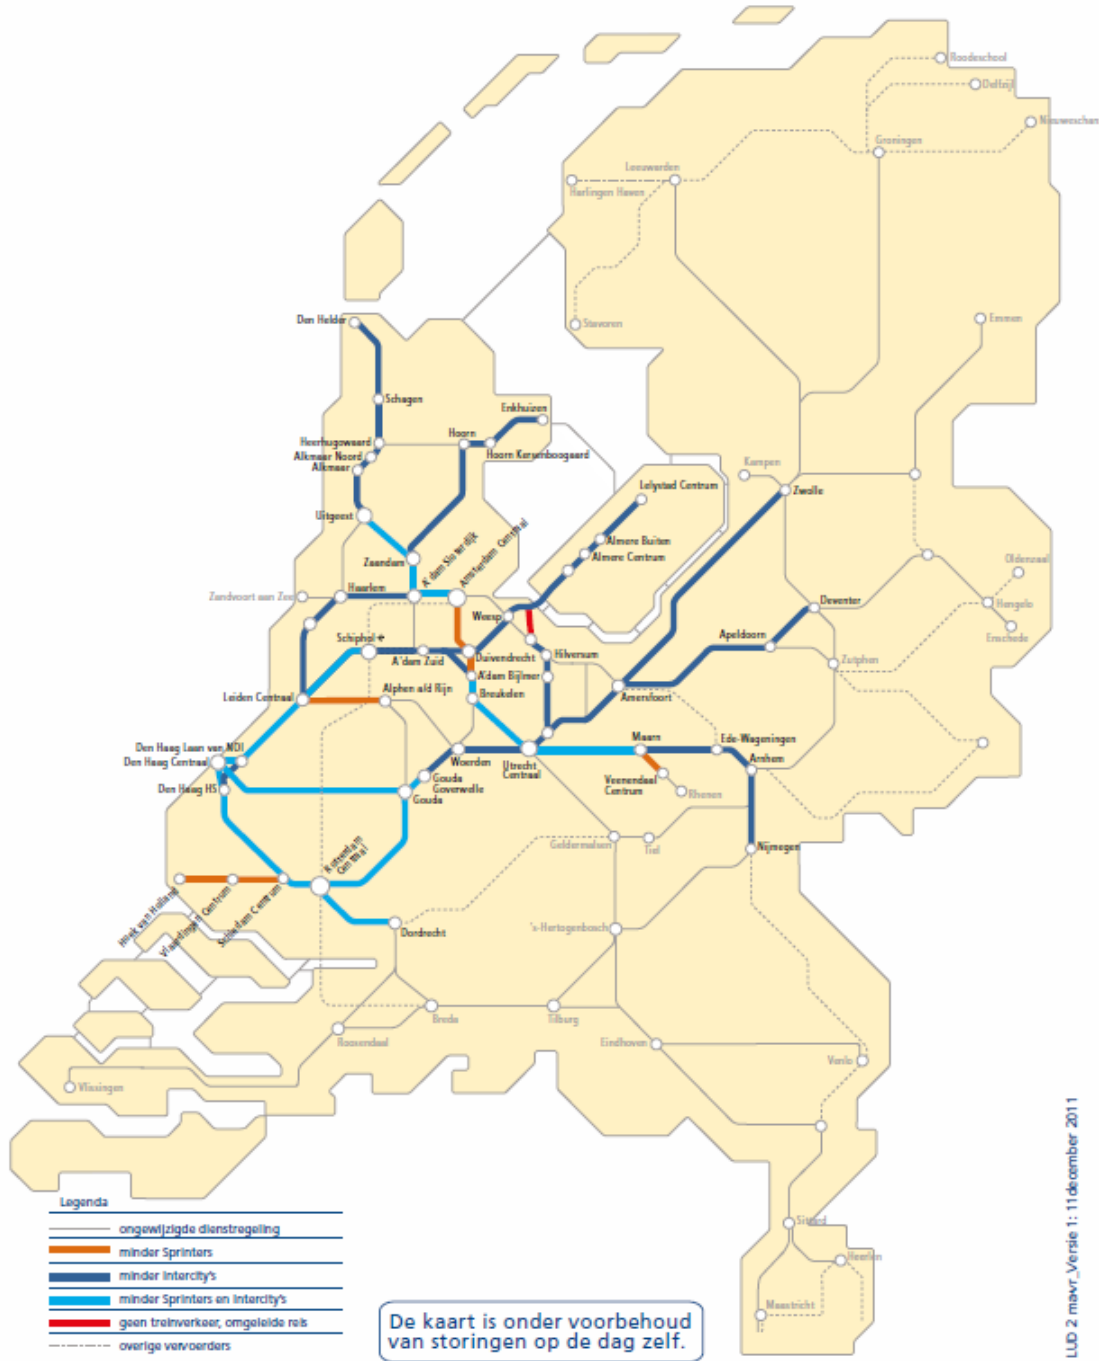 Roodeschool
Delfzijl
Nieuweschans
Groningen
Leeuwarden
Harlingen Haven
Stavoren
Emmen
Den Helder
Schagen
Enkhuizen
Hoorn
Heerhugowaard
Hoorn Kersenboogaard
Alkmaar Noord
Alkmaar
Kampen
Zwolle
Lelystad Centrum
Uitgeest
A'dam Sloterdijk
Amsterdam Centraal
Almere Buiten
Almere Centrum
Zaandam
Oldenzaal
Zandvoort aan Zee
Haarlem
Weesp
Deventer
Hengelo
Enschede
Schiphol
A'dam Zuid
Duivendrecht
Hilversum
Apeldoorn
Zutphen
A'dam Bijlmer
Alphen a/d Rijn
Breukelen
Leiden Centraal
Amersfoort
Den Haag Laan van NOI
Den Haag Centraal
Woerden
Utrecht
Centraal
Maarn
Ede-Wageningen
Arnhem
Den Haag HS
Gouda
Goverwelle
Gouda
Veenendaal
Centrum
Rhenen
Rotterdam
Centraal
Geldermalsen
Tiel
Nijmegen
Hoek van Holland
Vlaardingen Centrum
Schiedam Centrum
Dordrecht
's-Hertogenbosch
Breda
Tilburg
Roosendaal
Eindhoven
Venlo
Vlissingen
Sittard
Heerlen
Maastricht
Legenda
ongewijzigde dienstregeling
minder Sprinters
minder Intercity's
minder Sprinters en Intercity's
geen treinverkeer, omgeleide reis
overige vervoerders
De kaart is onder voorbehoud
van storingen op de dag zelf.
LUD 2 mavr_Versie 1: 11december 2011